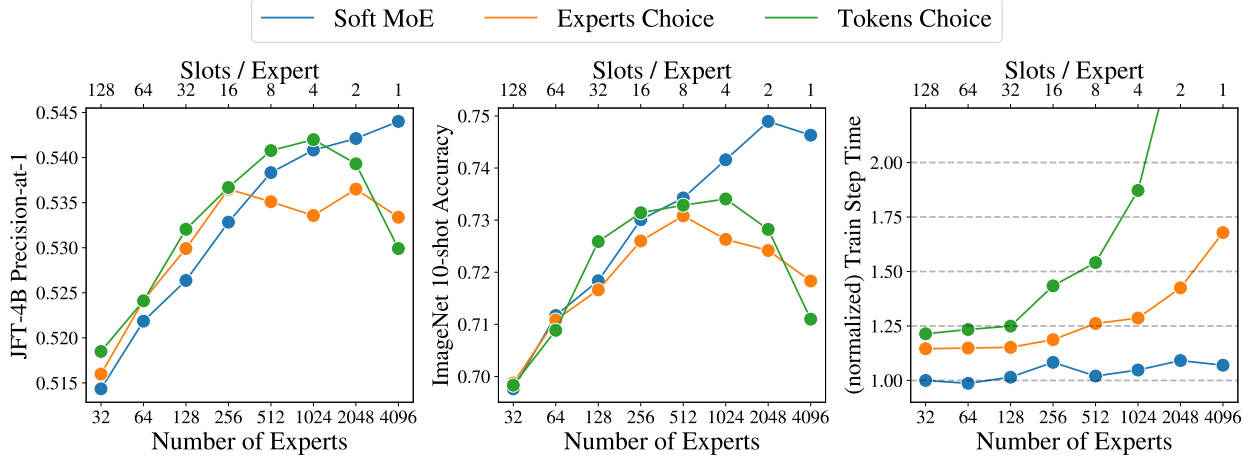 Soft MoE Experts Choice Tokens Choice
Slots / Expert
128 64 32 16 8 4 2 1
JFT-4B Precision-at-1
0.545
0.540
0.535
0.530
0.525
0.520
0.515
32 64 128 256 512 1024 2048 4096
Number of Experts
Slots / Expert
128 64 32 16 8 4 2 1
ImageNet 10-shot Accuracy
0.75
0.74
0.73
0.72
0.71
0.70
32 64 128 256 512 1024 2048 4096
Number of Experts
Slots / Expert
128 64 32 16 8 4 2 1
(normalized) Train Step Time
2.00
1.75
1.50
1.25
1.00
32 64 128 256 512 1024 2048 4096
Number of Experts